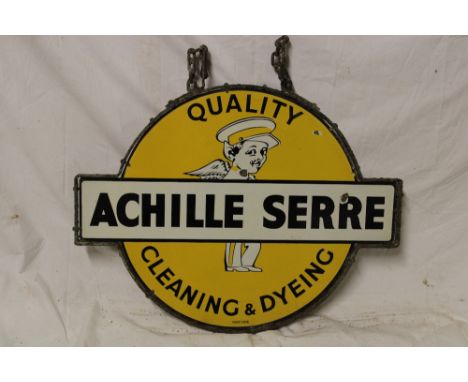 QUALITY
ACHILLE SERRE
CLEANING & DYEING